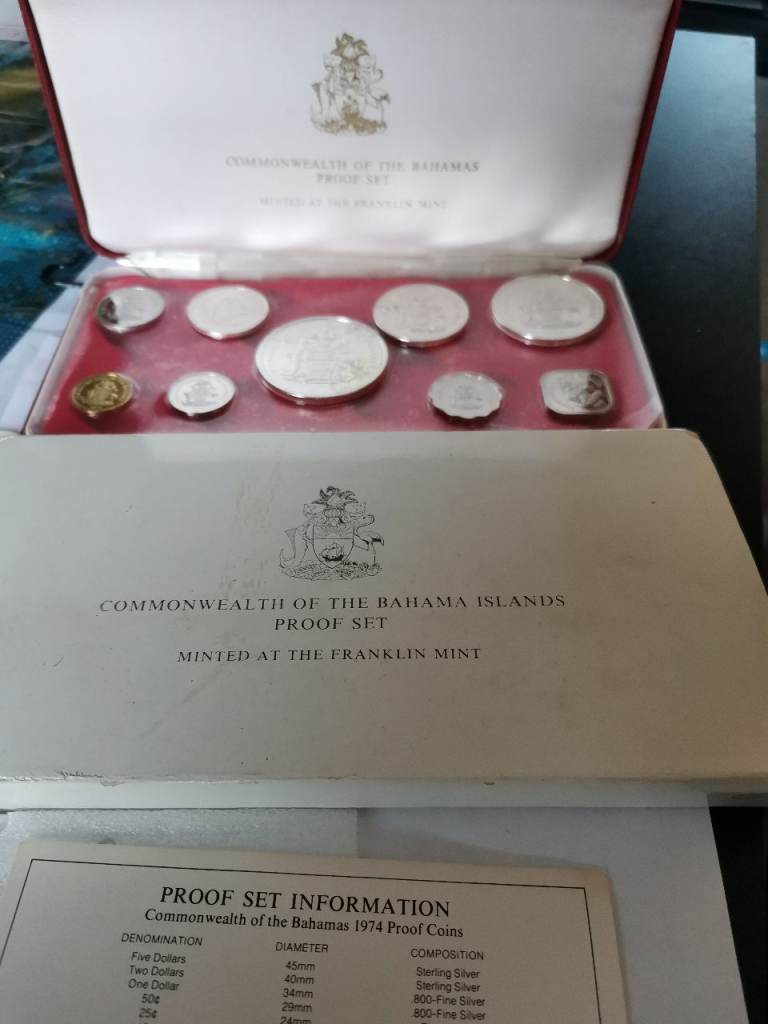 COMMONWEALTH OF THE BAHAMAS
PROOF SET
MINTED AT THE FRANKLIN MINT
COMMONWEALTH OF THE BAHAMA ISLANDS
PROOF SET
MINTED AT THE FRANKLIN MINT
PROOF SET INFORMATION
Commonwealth of the Bahamas 1974 Proof Coins
DENOMINATION DIAMETER COMPOSITION
Five Dollars 45mm Sterling Silver
Two Dollars 40mm Sterling Silver
One Dollar 34mm .800-Fine Silver
50¢ 29mm .800-Fine Silver
25¢ 24mm